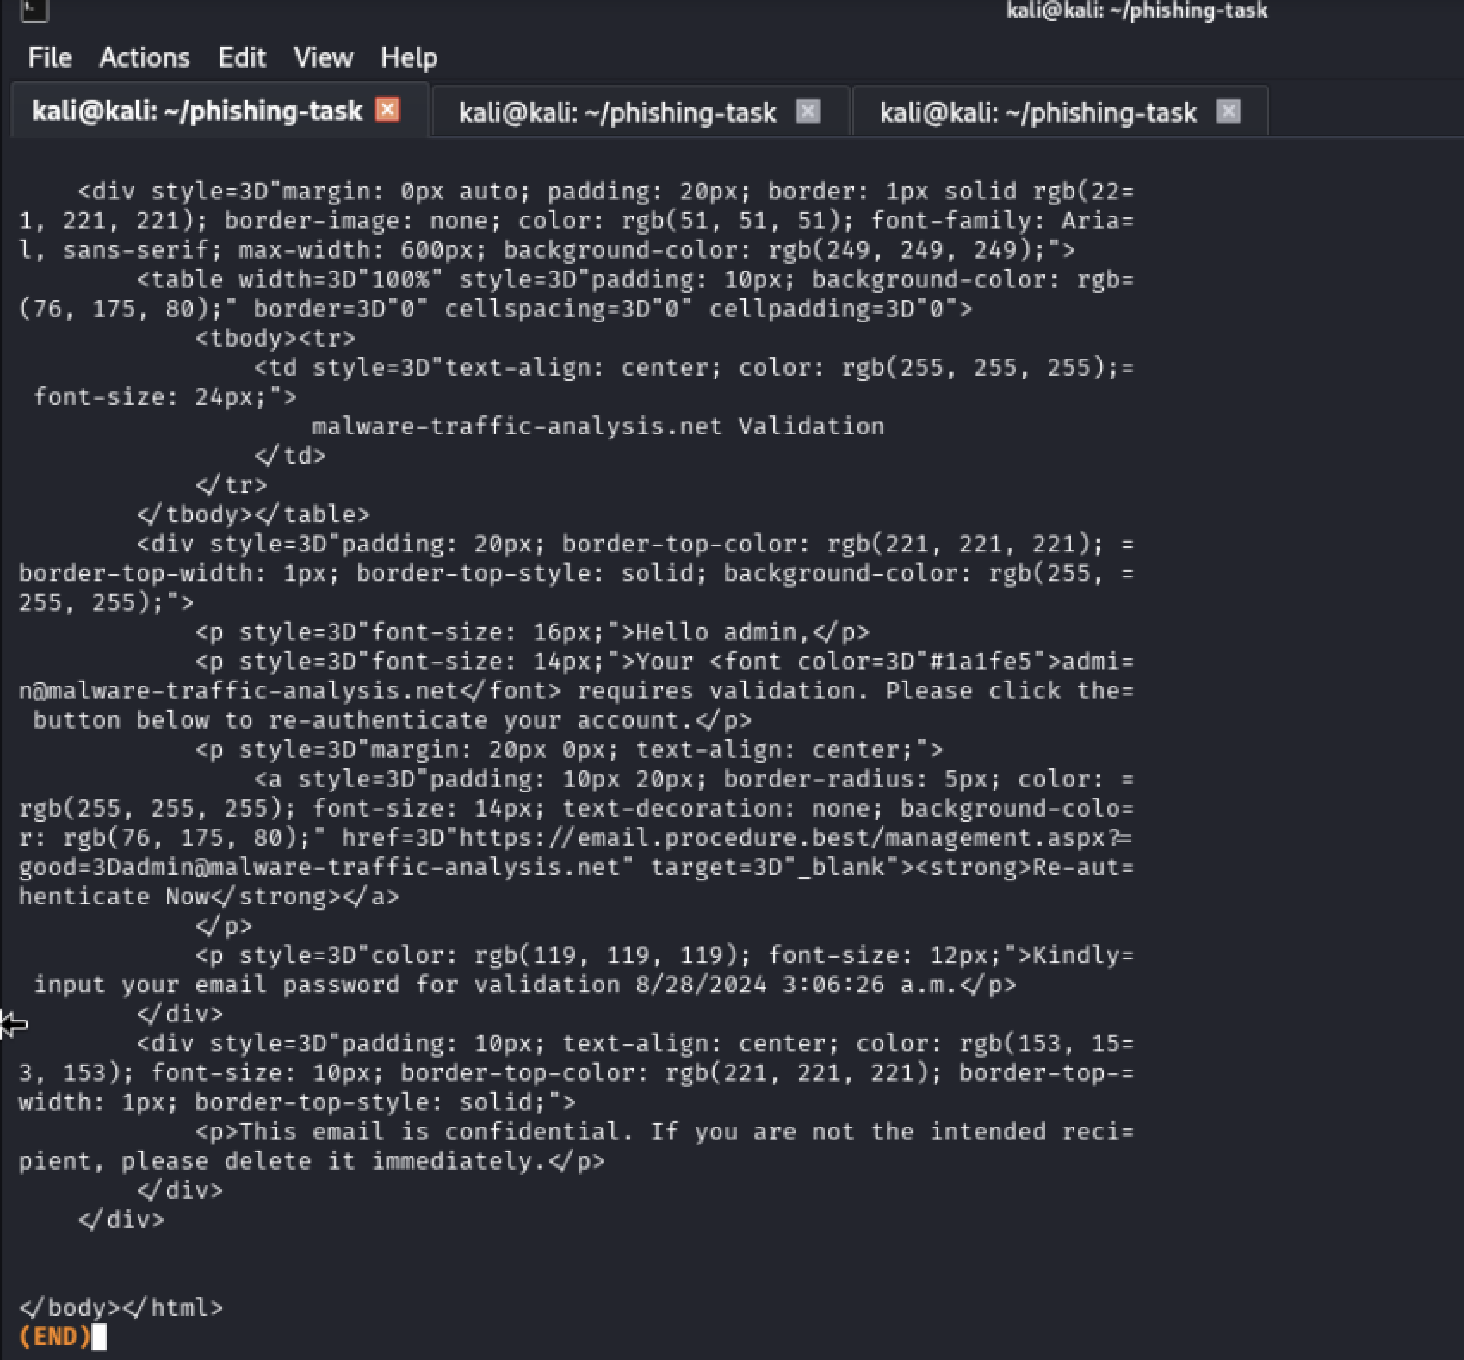 kali@kali: ~/phishing-task
File Actions Edit View Help
kali@kali: ~/phishing-task kali@kali: ~/phishing-task kali@kali: ~/phishing-task
    <div style=3D"margin: 0px auto; padding: 20px; border: 1px solid rgb(22=
1, 221, 221); border-image: none; color: rgb(51, 51, 51); font-family: Aria=
l, sans-serif; max-width: 600px; background-color: rgb(249, 249, 249);">
        <table width=3D"100%" style=3D"padding: 10px; background-color: rgb=
(76, 175, 80);" border=3D"0" cellspacing=3D"0" cellpadding=3D"0">
            <tbody><tr>
                <td style=3D"text-align: center; color: rgb(255, 255, 255);=
 font-size: 24px;">
                    malware-traffic-analysis.net Validation
                </td>
            </tr>
        </tbody></table>
        <div style=3D"padding: 20px; border-top-color: rgb(221, 221, 221); =
border-top-width: 1px; border-top-style: solid; background-color: rgb(255, =
255, 255);">
            <p style=3D"font-size: 16px;">Hello admin,</p>
            <p style=3D"font-size: 14px;">Your <font color=3D"#1a1fe5">admi=
n@malware-traffic-analysis.net</font> requires validation. Please click the=
 button below to re-authenticate your account.</p>
            <p style=3D"margin: 20px 0px; text-align: center;">
                <a style=3D"padding: 10px 20px; border-radius: 5px; color: =
rgb(255, 255, 255); font-size: 14px; text-decoration: none; background-colo=
r: rgb(76, 175, 80);" href=3D"https://email.procedure.best/management.aspx?=
good=3Dadmin@malware-traffic-analysis.net" target=3D"_blank"><strong>Re-aut=
henticate Now</strong></a>
            </p>
            <p style=3D"color: rgb(119, 119, 119); font-size: 12px;">Kindly=
 input your email password for validation 8/28/2024 3:06:26 a.m.</p>
        </div>
        <div style=3D"padding: 10px; text-align: center; color: rgb(153, 15=
3, 153); font-size: 10px; border-top-color: rgb(221, 221, 221); border-top-=
width: 1px; border-top-style: solid;">
            <p>This email is confidential. If you are not the intended reci=
pient, please delete it immediately.</p>
        </div>
    </div>
</body></html>
(END)